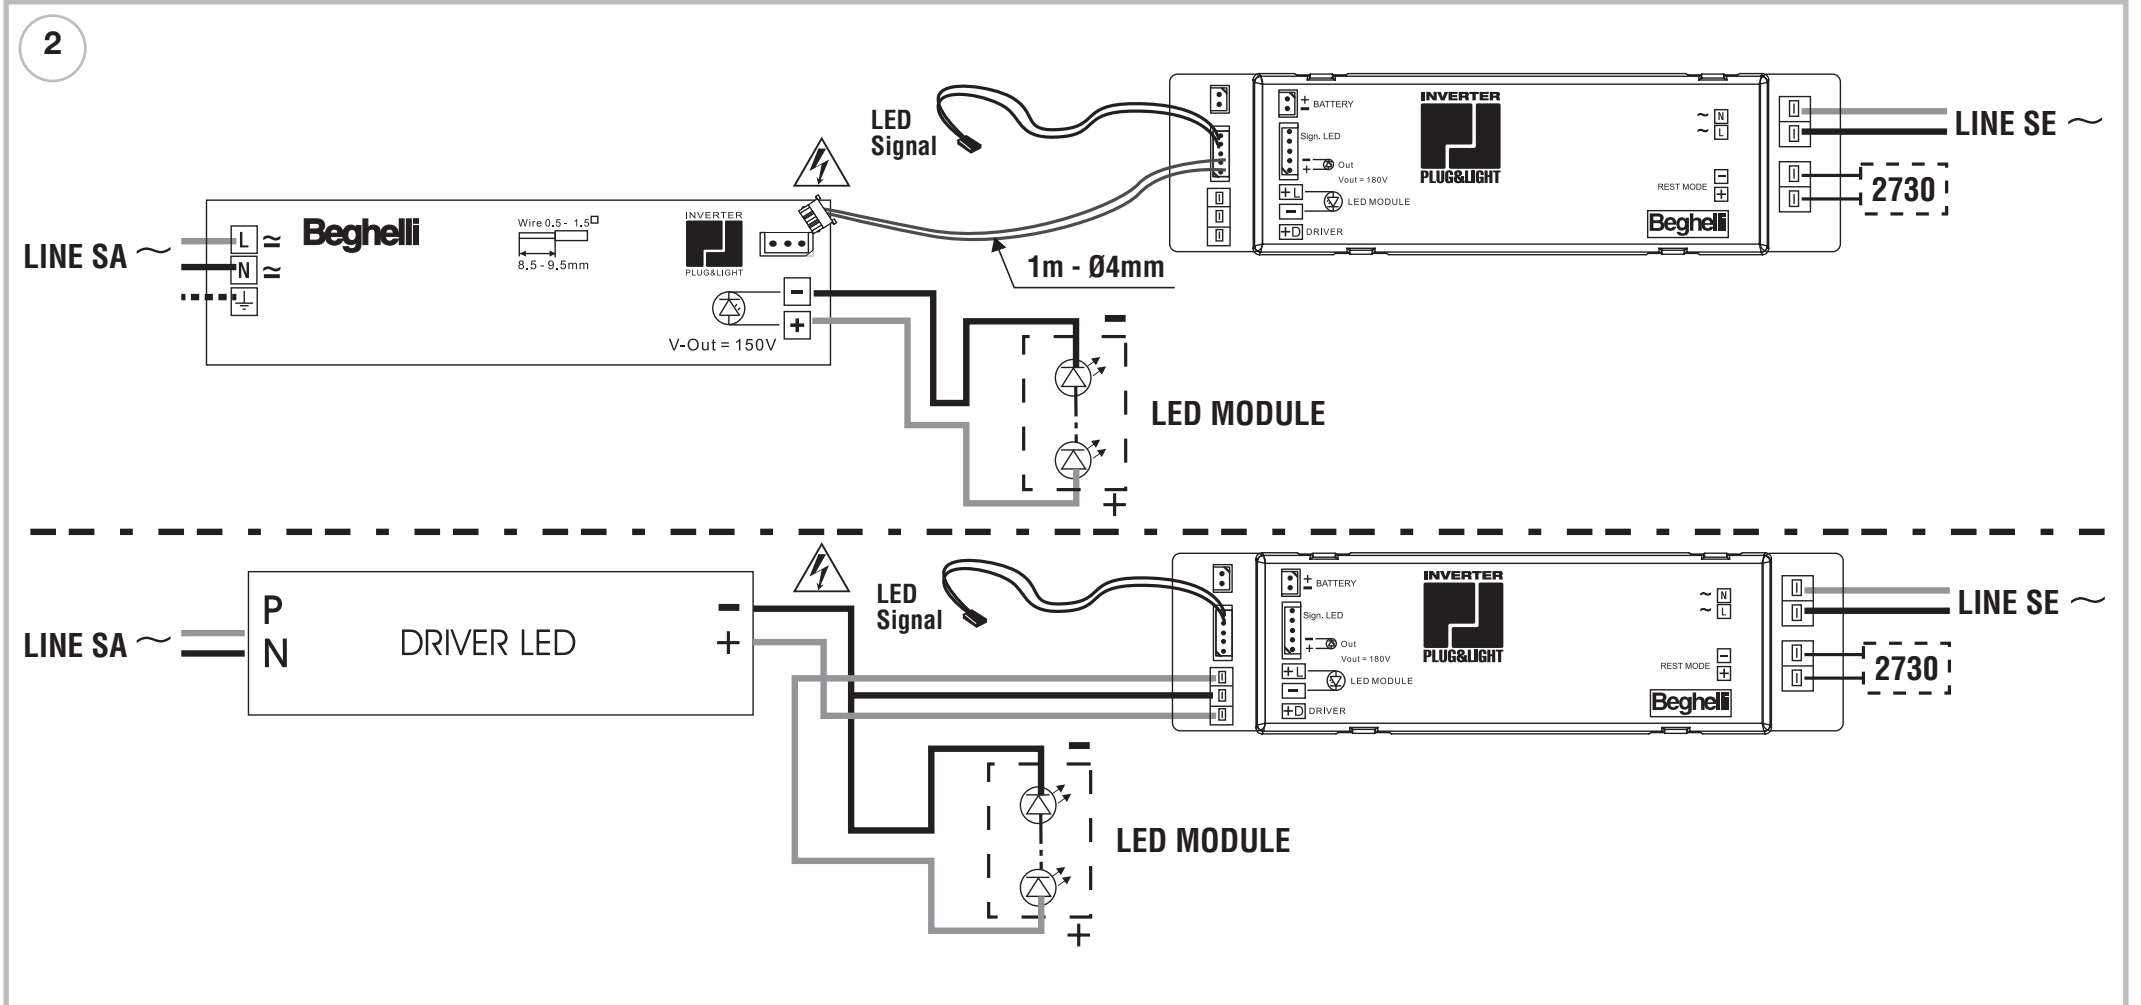 2
LED
Signal
+ BATTERY
-
Sign. LED
- Out
+
Vout = 180V
+L
LED MODULE
-
+D DRIVER
INVERTER
PLUG&LIGHT
~ N
~ L
REST MODE
-
+
Beghelli
LINE SE ~
2730
LINE SA ~
L ≃
N ≃
Beghelli
Wire 0.5 - 1.5□
8.5 - 9.5mm
INVERTER
PLUG&LIGHT
-
+
V-Out = 150V
1m - Ø4mm
-
LED MODULE
+
LINE SA ~
P
N
DRIVER LED
-
+
LED
Signal
+ BATTERY
-
Sign. LED
- Out
+
Vout = 180V
+L
LED MODULE
-
+D DRIVER
INVERTER
PLUG&LIGHT
~ N
~ L
REST MODE
-
+
Beghelli
LINE SE ~
2730
-
LED MODULE
+